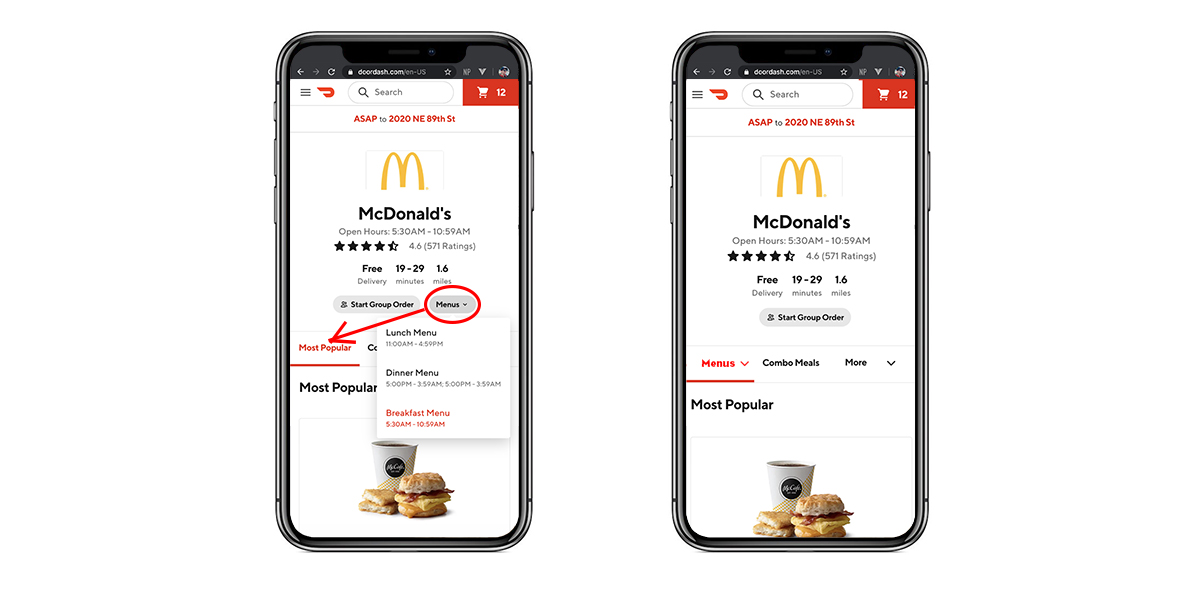 doordash.com/en-US
NP
Search
12
ASAP to 2020 NE 89th St
McDonald's
Open Hours: 5:30AM - 10:59AM
4.6 (571 Ratings)
Free 19 - 29 1.6
Delivery minutes miles
Start Group Order Menus
Lunch Menu
11:00AM - 4:59PM
Most Popular Co
Dinner Menu
5:00PM - 3:59AM; 5:00PM - 3:59AM
Most Popular
Breakfast Menu
5:30AM - 10:59AM
McCafé
doordash.com/en-US
NP
Search
12
ASAP to 2020 NE 89th St
McDonald's
Open Hours: 5:30AM - 10:59AM
4.6 (571 Ratings)
Free 19 - 29 1.6
Delivery minutes miles
Start Group Order
Menus Combo Meals More
Most Popular
McCafé